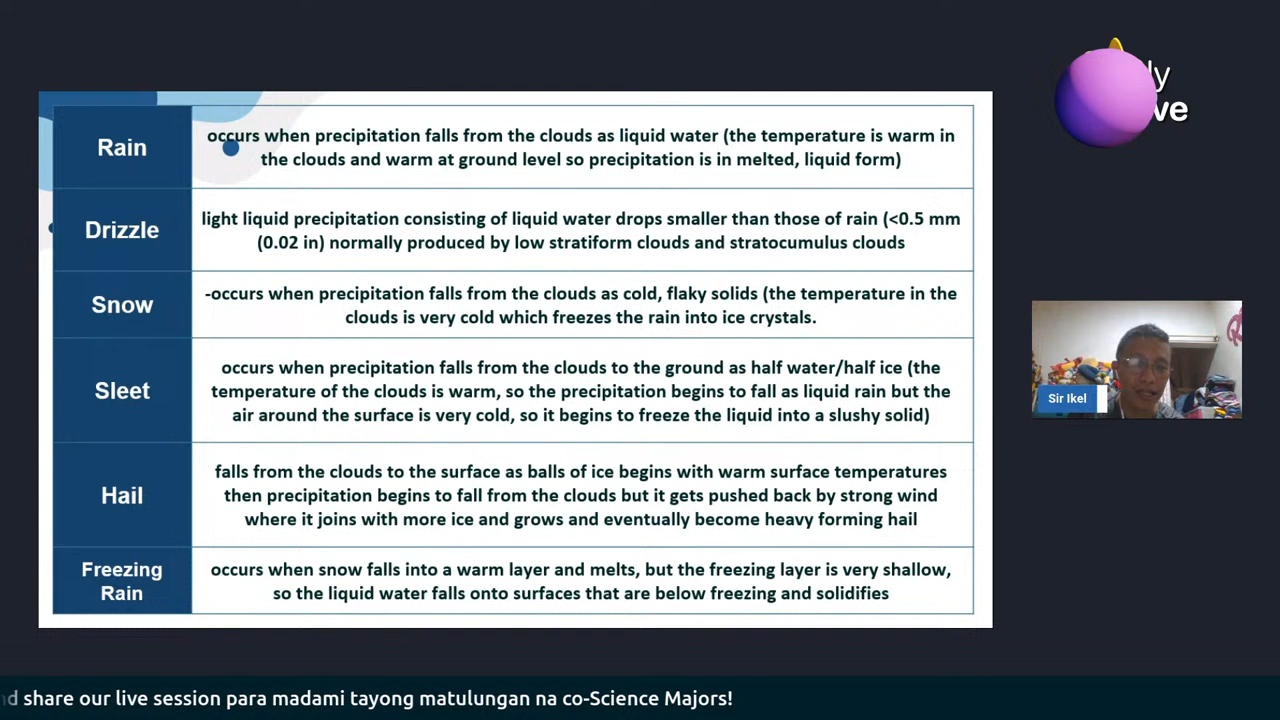 Rain
occurs when precipitation falls from the clouds as liquid water (the temperature is warm in
the clouds and warm at ground level so precipitation is in melted, liquid form)
Drizzle
light liquid precipitation consisting of liquid water drops smaller than those of rain (<0.5 mm
(0.02 in) normally produced by low stratiform clouds and stratocumulus clouds
Snow
-occurs when precipitation falls from the clouds as cold, flaky solids (the temperature in the
clouds is very cold which freezes the rain into ice crystals.
Sleet
occurs when precipitation falls from the clouds to the ground as half water/half ice (the
temperature of the clouds is warm, so the precipitation begins to fall as liquid rain but the
air around the surface is very cold, so it begins to freeze the liquid into a slushy solid)
Hail
falls from the clouds to the surface as balls of ice begins with warm surface temperatures
then precipitation begins to fall from the clouds but it gets pushed back by strong wind
where it joins with more ice and grows and eventually become heavy forming hail
Freezing
Rain
occurs when snow falls into a warm layer and melts, but the freezing layer is very shallow,
so the liquid water falls onto surfaces that are below freezing and solidifies
Sir Ikel
share our live session para madami tayong matulungan na co-Science Majors!